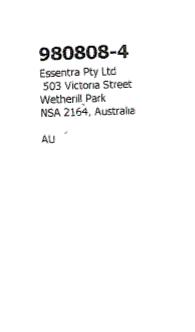 980808-4
Essentra Pty Ltd
503 Victoria Street
Wetherill Park
NSA 2164, Australia
AU